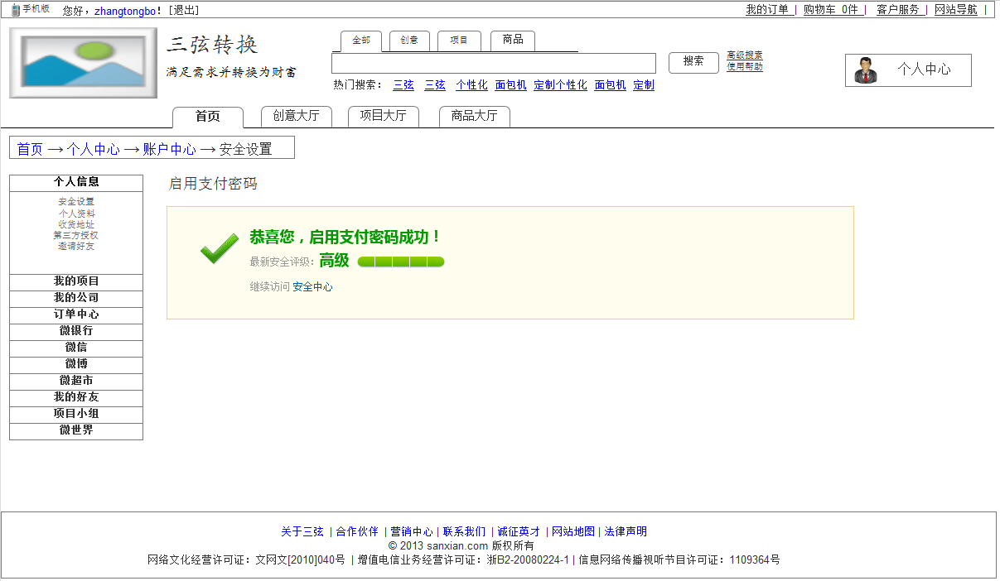 手机版 您好，zhangtongbo！[退出] 我的订单 | 购物车 0件 | 客户服务 | 网站导航 |
三弦转换
满足需求并转换为财富
全部 创意 项目 商品
搜索 高级搜索
使用帮助
个人中心
热门搜索： 三弦 三弦 个性化 面包机 定制个性化 面包机 定制
首页 创意大厅 项目大厅 商品大厅
首页 → 个人中心 → 账户中心 → 安全设置
个人信息
安全设置
个人资料
收货地址
第三方授权
邀请好友
我的项目
我的公司
订单中心
微银行
微信
微博
微超市
我的好友
项目小组
微世界
启用支付密码
恭喜您，启用支付密码成功！
最新安全评级: 高级
继续访问 安全中心
关于三弦 | 合作伙伴 | 营销中心 | 联系我们 | 诚征英才 | 网站地图 | 法律声明
© 2013 sanxian.com 版权所有
网络文化经营许可证：文网文[2010]040号 | 增值电信业务经营许可证：浙B2-20080224-1 | 信息网络传播视听节目许可证：1109364号